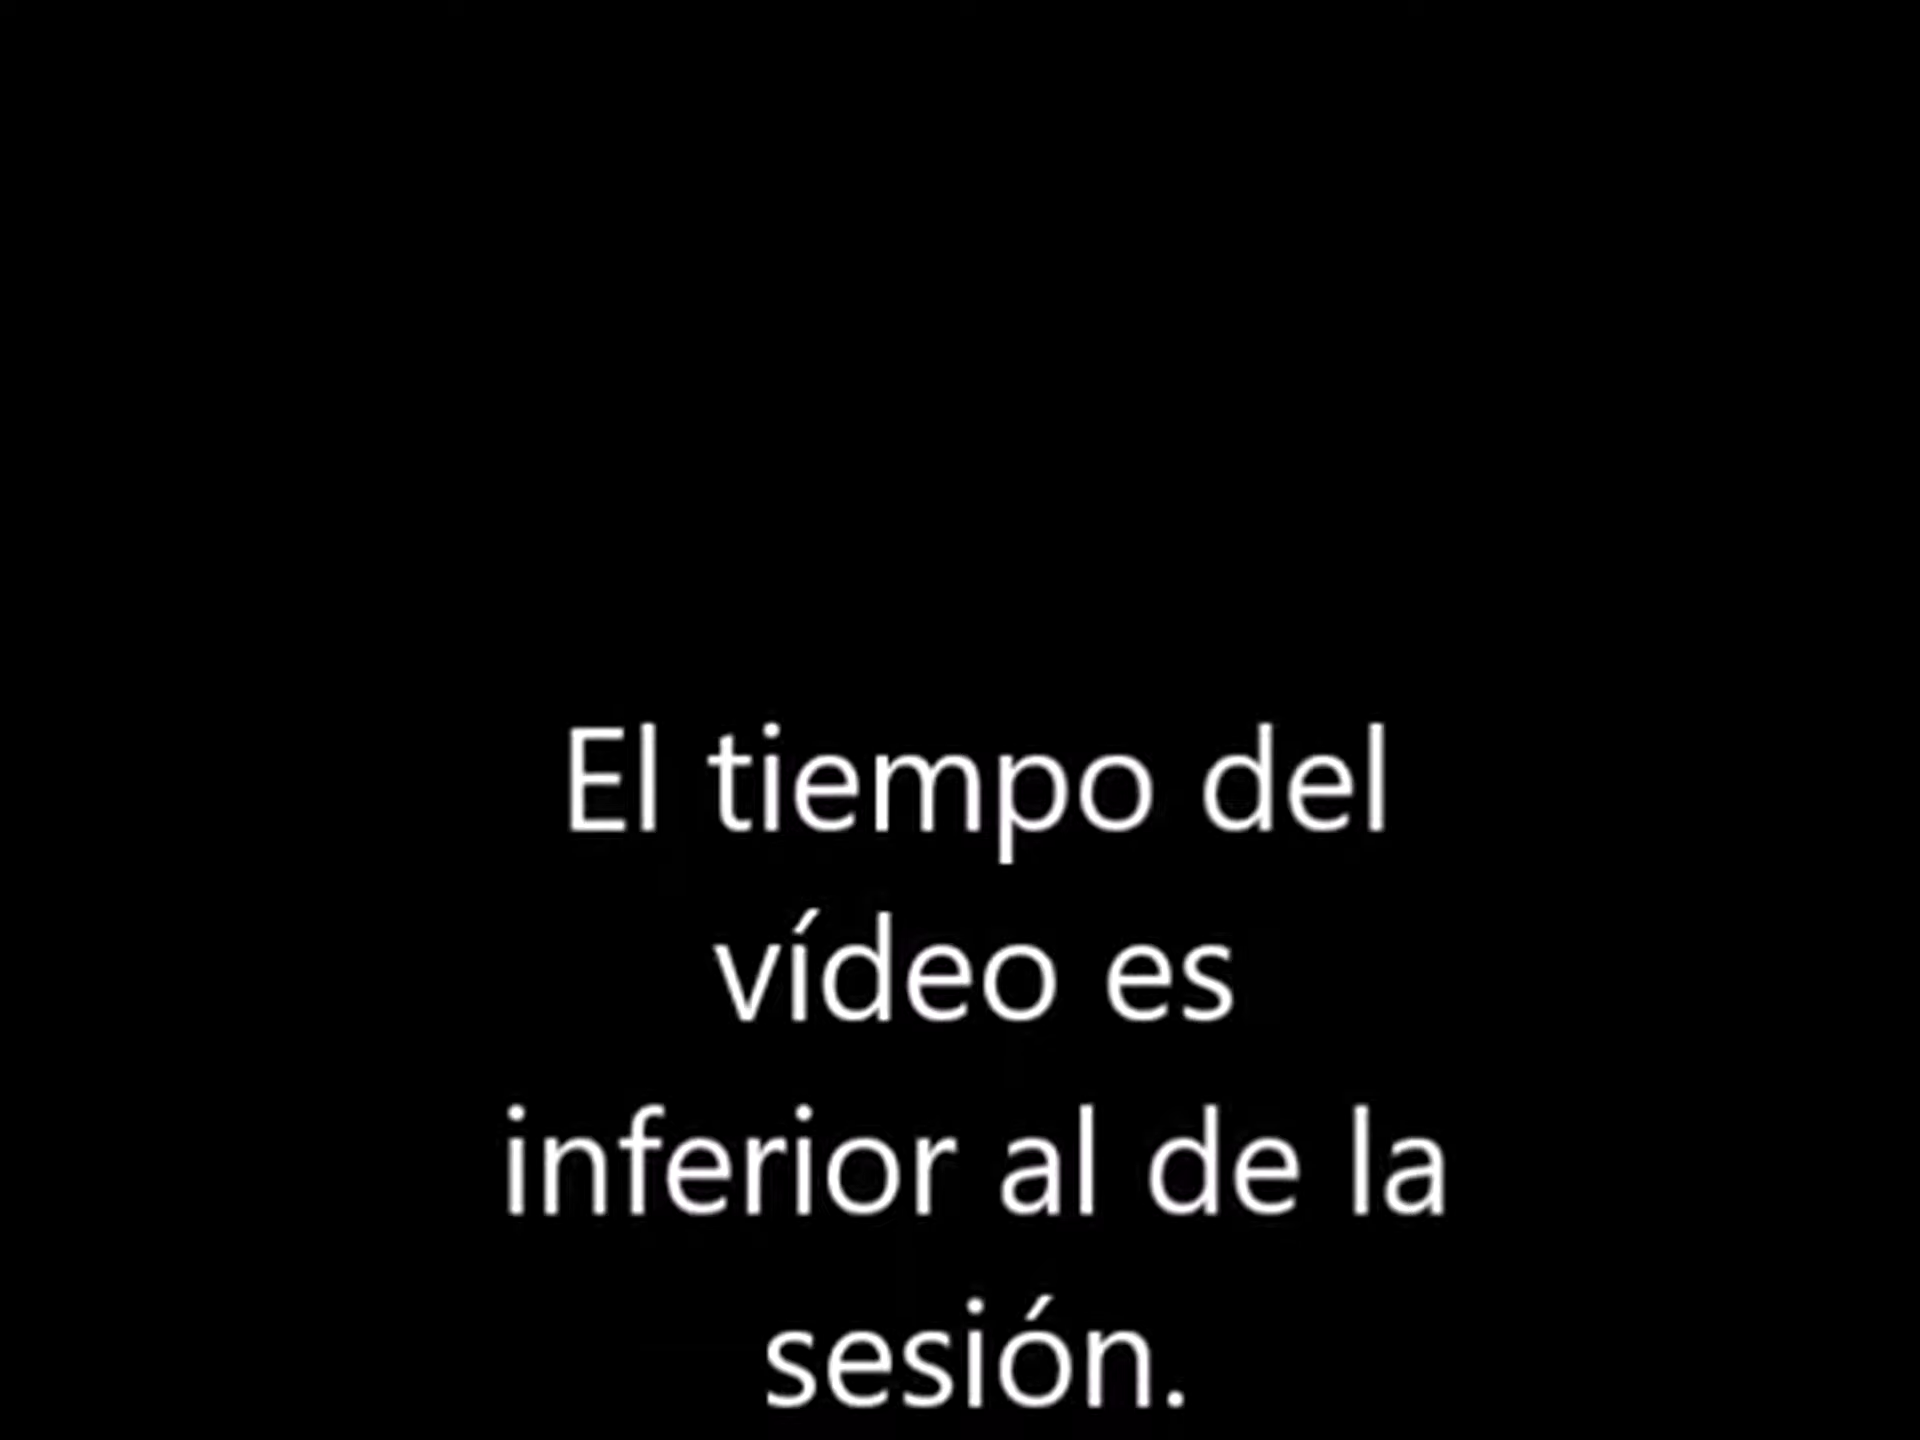 El tiempo del
vídeo es
inferior al de la
sesión.